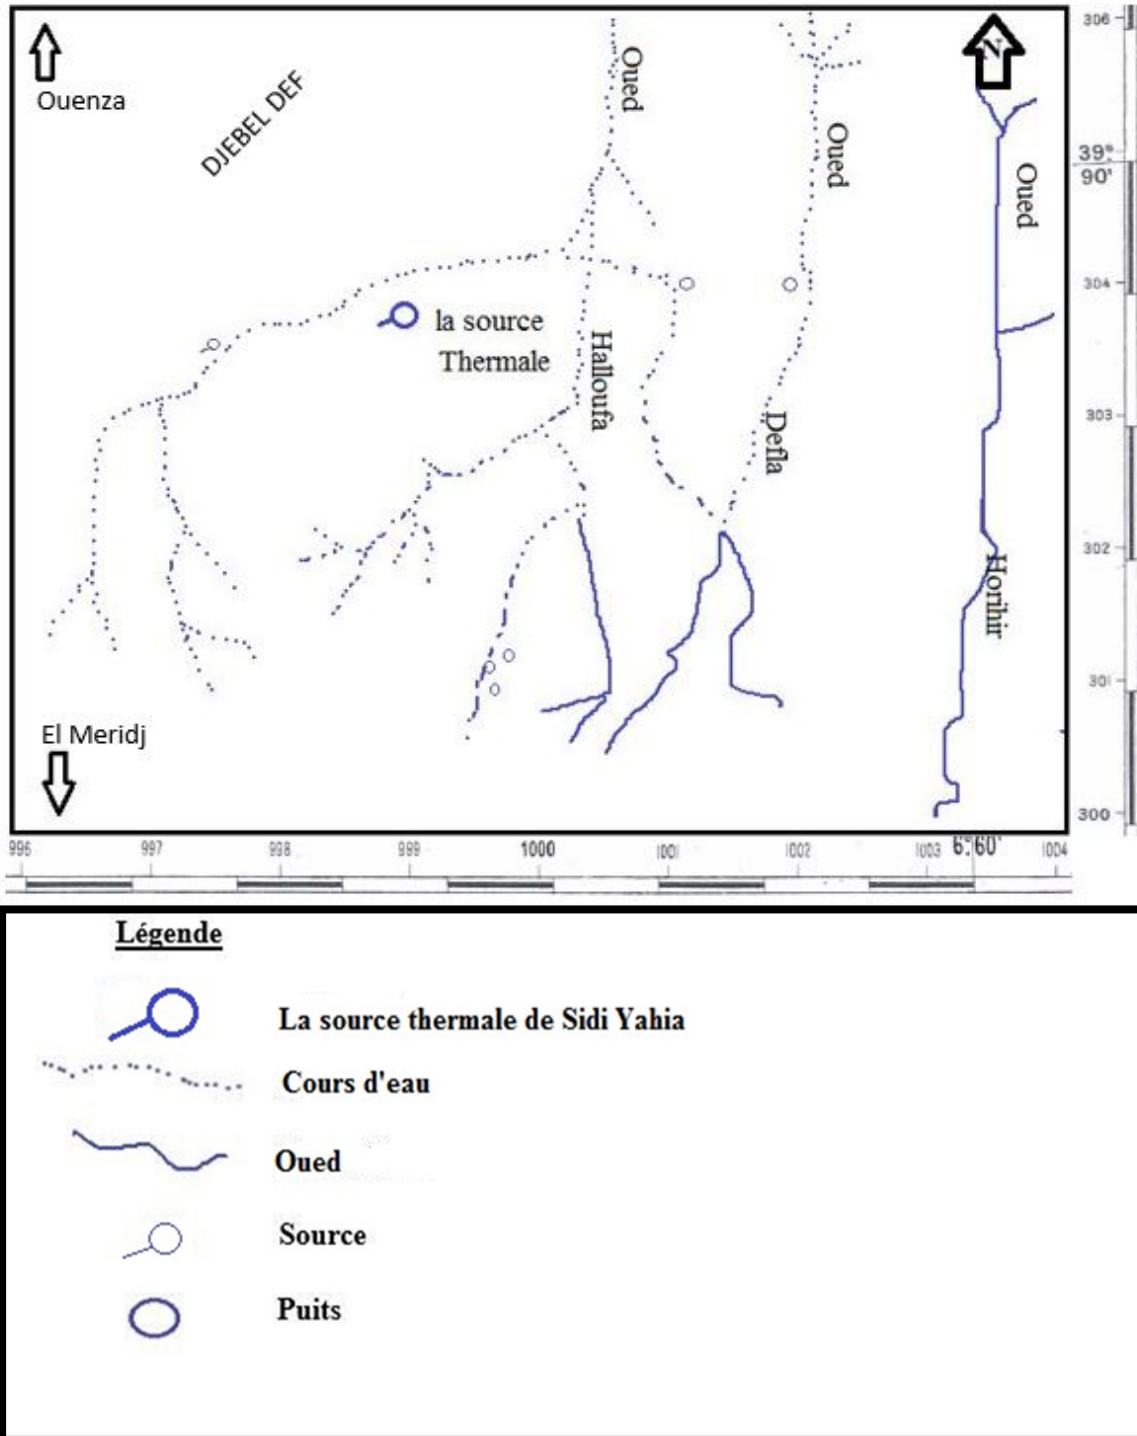 306
Ouenza
N
DJEBEL DEF
Oued
Oued
Oued
39°
90'
304
la source
Thermale
Halloufa
303
Defla
302
Horihir
301
El Meridj
300
996
997
998
999
1000
1001
1002
1003
6°60'
1004
Légende
La source thermale de Sidi Yahia
Cours d'eau
Oued
Source
Puits